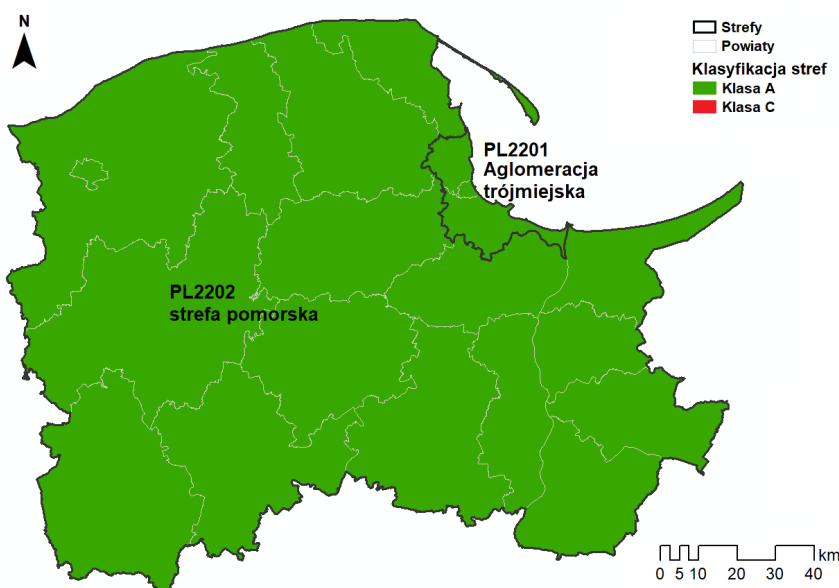 N
Strefy
Powiaty
Klasyfikacja stref
Klasa A
Klasa C
PL2201
Aglomeracja
trójmiejska
PL2202
strefa pomorska
km
0 5 10 20 30 40